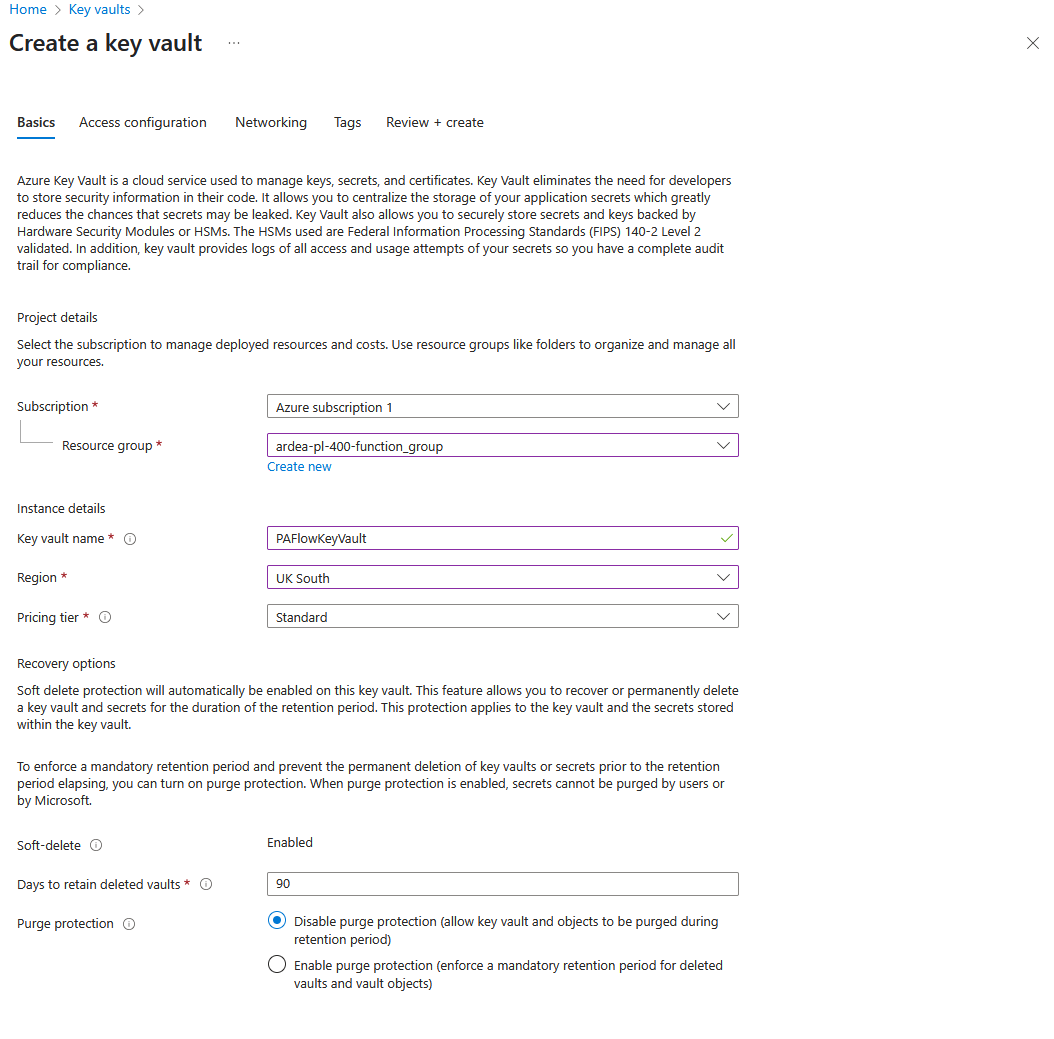 Home > Key vaults >
Create a key vault ...
Basics Access configuration Networking Tags Review + create
Azure Key Vault is a cloud service used to manage keys, secrets, and certificates. Key Vault eliminates the need for developers
to store security information in their code. It allows you to centralize the storage of your application secrets which greatly
reduces the chances that secrets may be leaked. Key Vault also allows you to securely store secrets and keys backed by
Hardware Security Modules or HSMs. The HSMs used are Federal Information Processing Standards (FIPS) 140-2 Level 2
validated. In addition, key vault provides logs of all access and usage attempts of your secrets so you have a complete audit
trail for compliance.
Project details
Select the subscription to manage deployed resources and costs. Use resource groups like folders to organize and manage all
your resources.
Subscription * Azure subscription 1
Resource group * ardea-pl-400-function_group
Create new
Instance details
Key vault name * PAFlowKeyVault
Region * UK South
Pricing tier * Standard
Recovery options
Soft delete protection will automatically be enabled on this key vault. This feature allows you to recover or permanently delete
a key vault and secrets for the duration of the retention period. This protection applies to the key vault and the secrets stored
within the key vault.
To enforce a mandatory retention period and prevent the permanent deletion of key vaults or secrets prior to the retention
period elapsing, you can turn on purge protection. When purge protection is enabled, secrets cannot be purged by users or
by Microsoft.
Soft-delete Enabled
Days to retain deleted vaults * 90
Purge protection Disable purge protection (allow key vault and objects to be purged during
retention period)
Enable purge protection (enforce a mandatory retention period for deleted
vaults and vault objects)